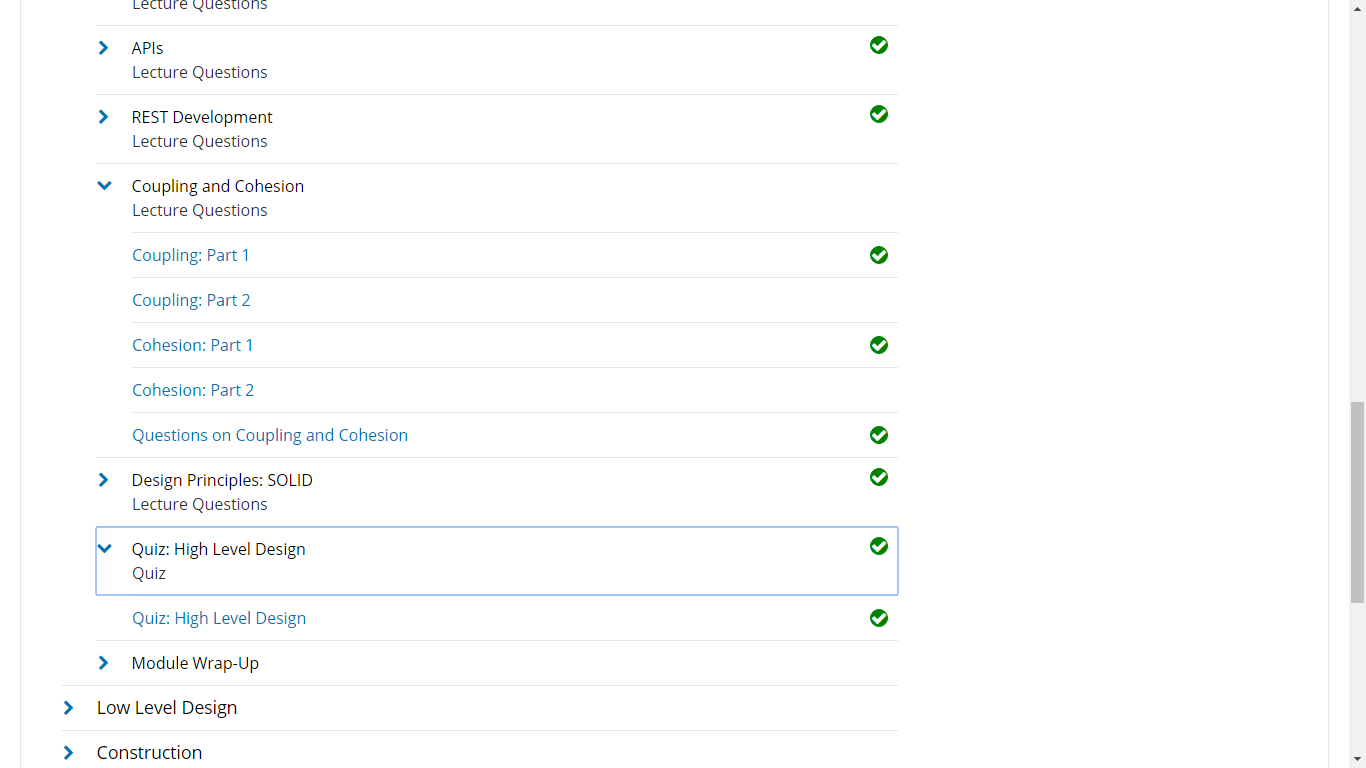 Lecture Questions
APIs
Lecture Questions
REST Development
Lecture Questions
Coupling and Cohesion
Lecture Questions
Coupling: Part 1
Coupling: Part 2
Cohesion: Part 1
Cohesion: Part 2
Questions on Coupling and Cohesion
Design Principles: SOLID
Lecture Questions
Quiz: High Level Design
Quiz
Quiz: High Level Design
Module Wrap-Up
Low Level Design
Construction